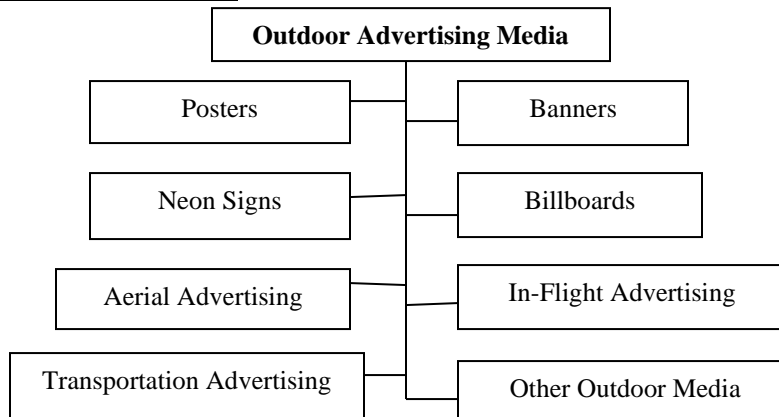 Outdoor Advertising Media
Posters
Banners
Neon Signs
Billboards
Aerial Advertising
In-Flight Advertising
Transportation Advertising
Other Outdoor Media